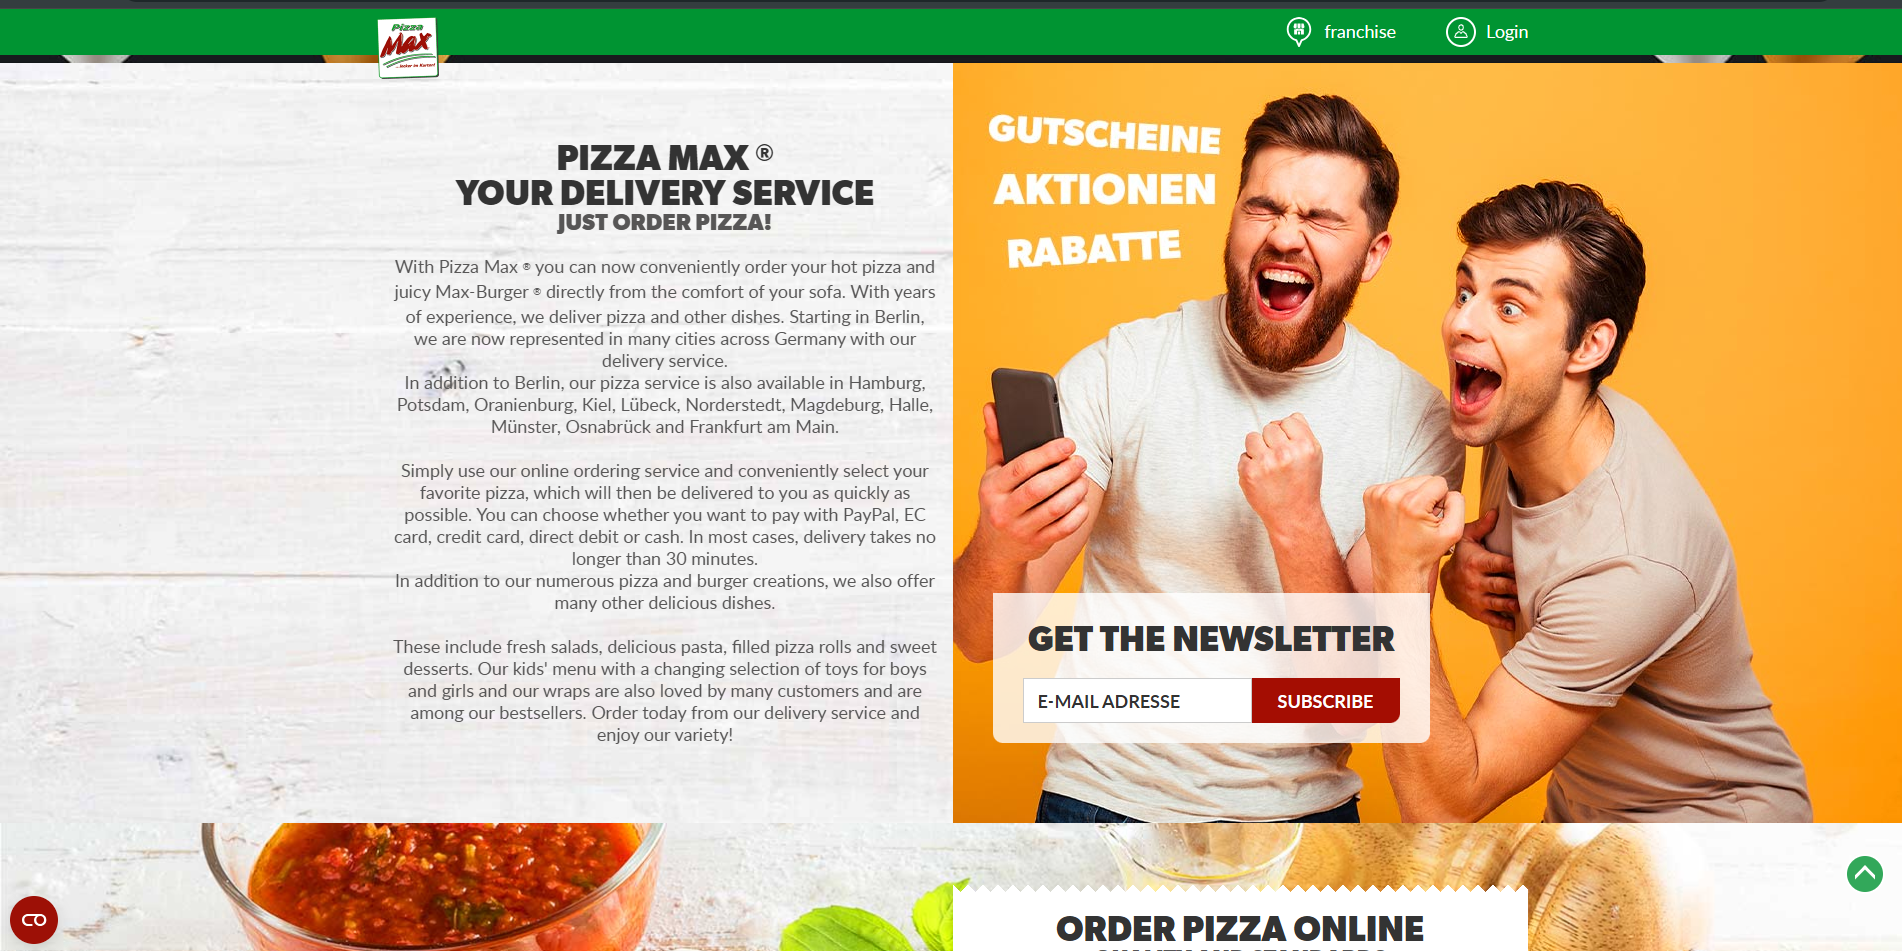 Pizza
Max
...lecker im Karton!
franchise
Login
PIZZA MAX ®
YOUR DELIVERY SERVICE
JUST ORDER PIZZA!
With Pizza Max ® you can now conveniently order your hot pizza and
juicy Max-Burger ® directly from the comfort of your sofa. With years
of experience, we deliver pizza and other dishes. Starting in Berlin,
we are now represented in many cities across Germany with our
delivery service.
In addition to Berlin, our pizza service is also available in Hamburg,
Potsdam, Oranienburg, Kiel, Lübeck, Norderstedt, Magdeburg, Halle,
Münster, Osnabrück and Frankfurt am Main.
Simply use our online ordering service and conveniently select your
favorite pizza, which will then be delivered to you as quickly as
possible. You can choose whether you want to pay with PayPal, EC
card, credit card, direct debit or cash. In most cases, delivery takes no
longer than 30 minutes.
In addition to our numerous pizza and burger creations, we also offer
many other delicious dishes.
These include fresh salads, delicious pasta, filled pizza rolls and sweet
desserts. Our kids' menu with a changing selection of toys for boys
and girls and our wraps are also loved by many customers and are
among our bestsellers. Order today from our delivery service and
enjoy our variety!
GUTSCHEINE
AKTIONEN
RABATTE
GET THE NEWSLETTER
E-MAIL ADRESSE
SUBSCRIBE
ORDER PIZZA ONLINE